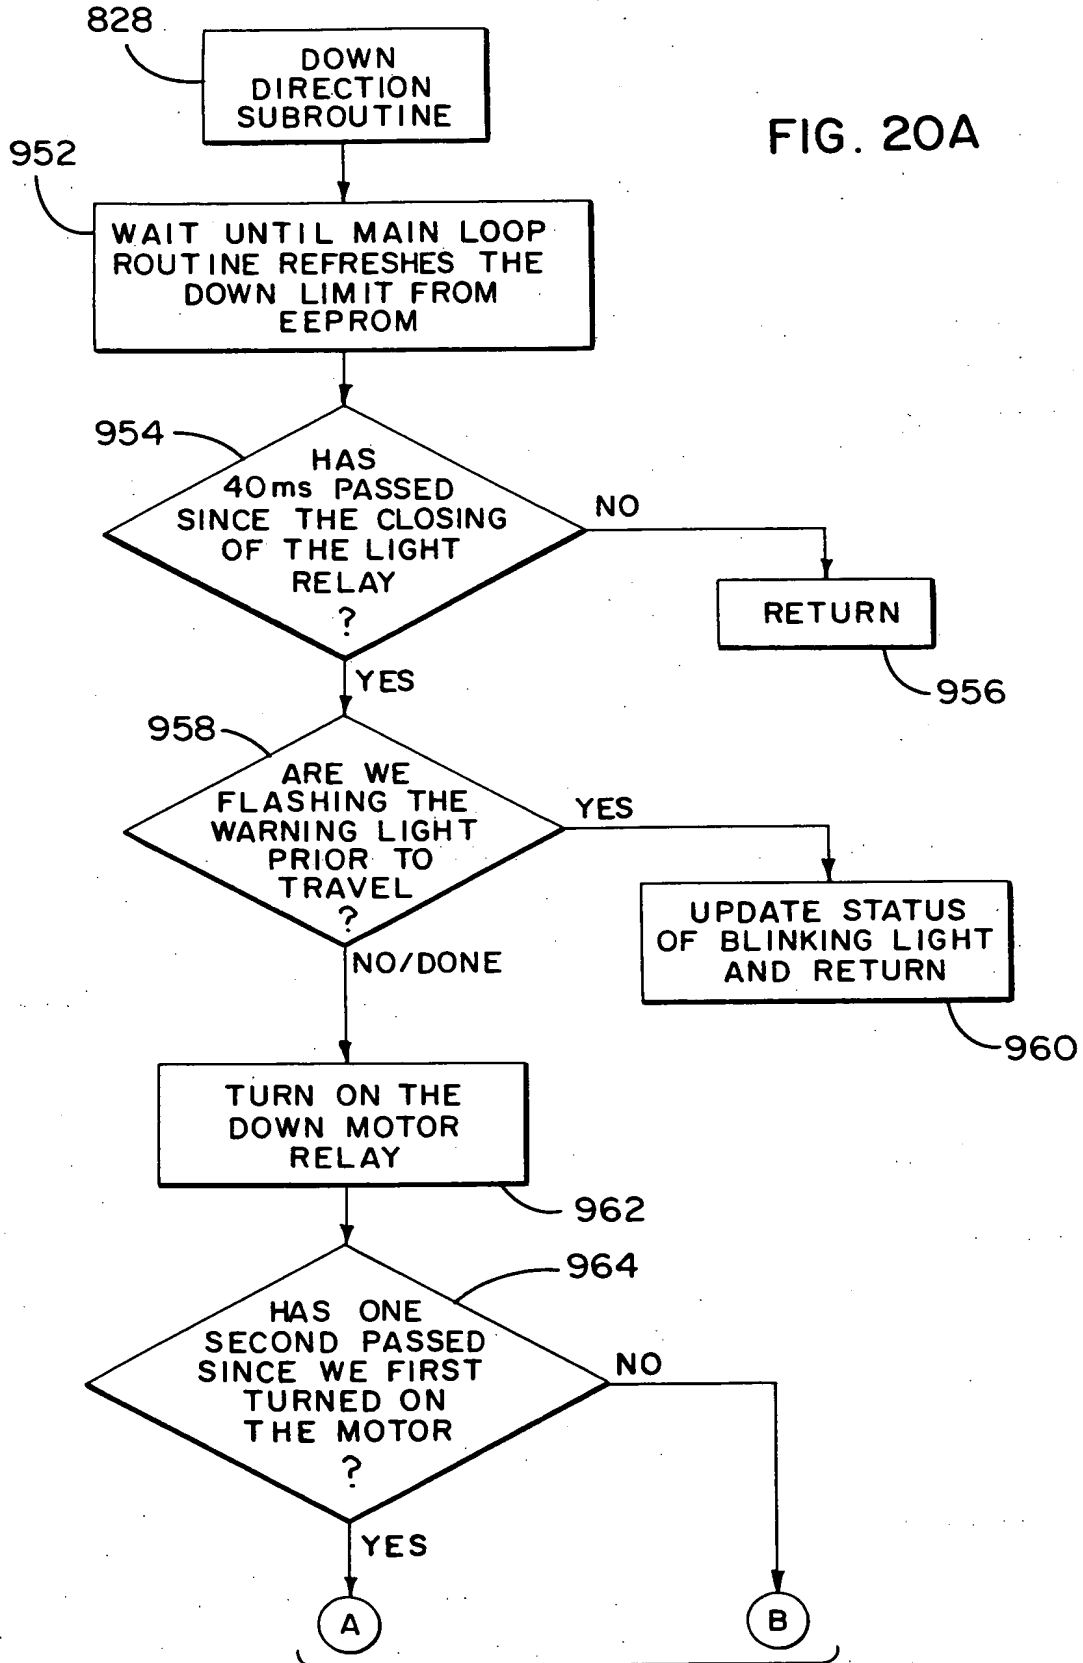 828
DOWN
DIRECTION
SUBROUTINE
FIG. 20A
952
WAIT UNTIL MAIN LOOP
ROUTINE REFRESHES THE
DOWN LIMIT FROM
EEPROM
954
HAS
40ms PASSED
SINCE THE CLOSING
OF THE LIGHT
RELAY
?
NO
RETURN
956
YES
958
ARE WE
FLASHING THE
WARNING LIGHT
PRIOR TO
TRAVEL
?
YES
UPDATE STATUS
OF BLINKING LIGHT
AND RETURN
960
NO/DONE
TURN ON THE
DOWN MOTOR
RELAY
962
964
HAS ONE
SECOND PASSED
SINCE WE FIRST
TURNED ON
THE MOTOR
?
NO
YES
A
B